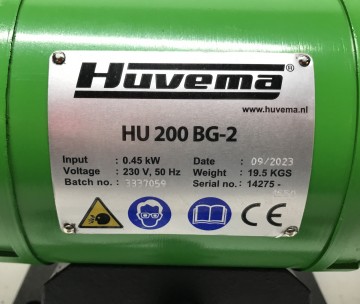 Huvema®
www.huvema.nl
HU 200 BG-2
Input : 0.45 kW Date : 09/2023
Voltage : 230 V, 50 Hz Weight : 19.5 KGS
Batch no. : 3337059 Serial no. : 14275 -
CE